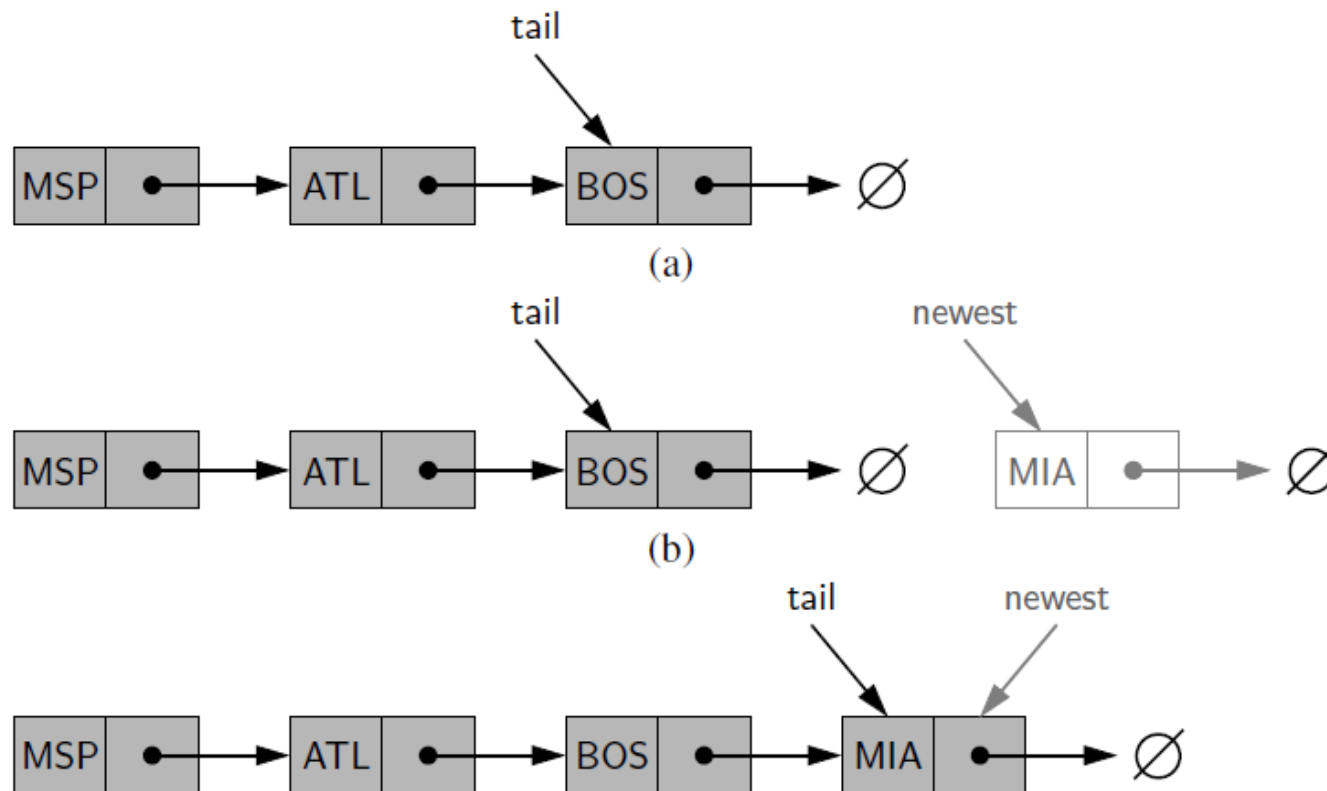 tail
MSP ATL BOS ∅
(a)
tail newest
MSP ATL BOS ∅ MIA ∅
(b)
tail newest
MSP ATL BOS MIA ∅